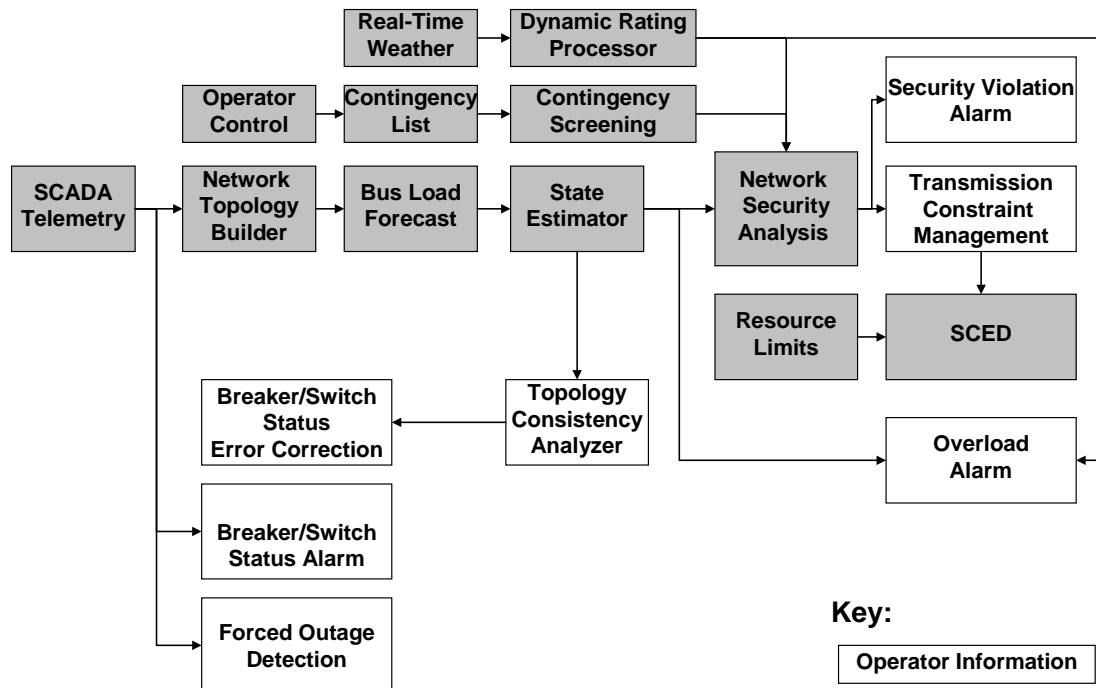 Real-Time
Weather
Dynamic Rating
Processor
Operator
Control
Contingency
List
Contingency
Screening
Security Violation
Alarm
SCADA
Telemetry
Network
Topology
Builder
Bus Load
Forecast
State
Estimator
Network
Security
Analysis
Transmission
Constraint
Management
Resource
Limits
SCED
Breaker/Switch
Status
Error Correction
Topology
Consistency
Analyzer
Overload
Alarm
Breaker/Switch
Status Alarm
Forced Outage
Detection
Key:
Operator Information